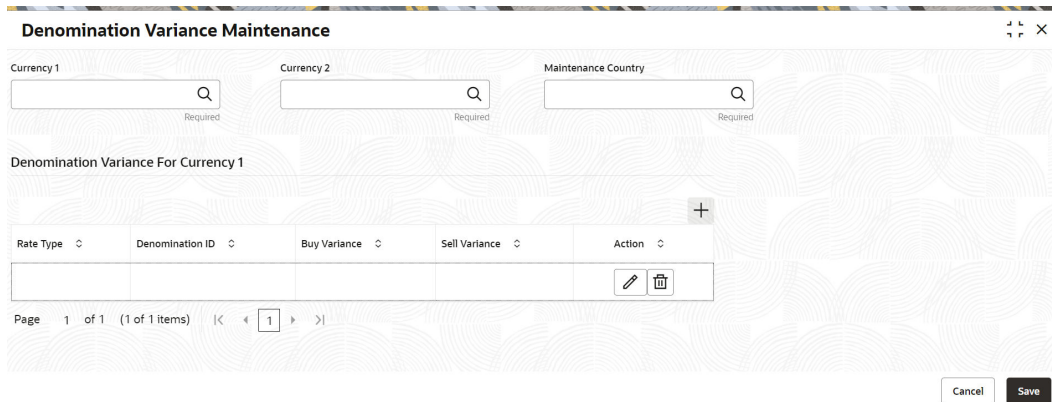 Denomination Variance Maintenance
Currency 1 Currency 2 Maintenance Country
Required Required Required
Denomination Variance For Currency 1
Rate Type Denomination ID Buy Variance Sell Variance Action
Page 1 of 1 (1 of 1 items) 1
Cancel Save